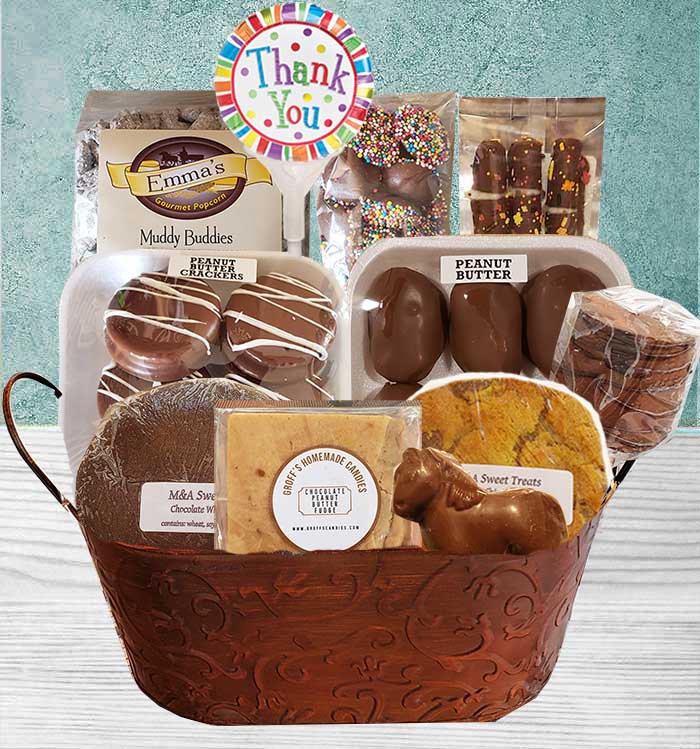 Thank
You
Emma's
Gourmet Popcorn
Muddy Buddies
PEANUT
BUTTER
CRACKERS
PEANUT
BUTTER
M&A Swe
Chocolate Wh
contains: wheat, soy
GROFF'S HOMEMADE CANDIES
CHOCOLATE
PEANUT
BUTTER
FUDGE
WWW.GROFFSCANDIES.COM
A Sweet Treats